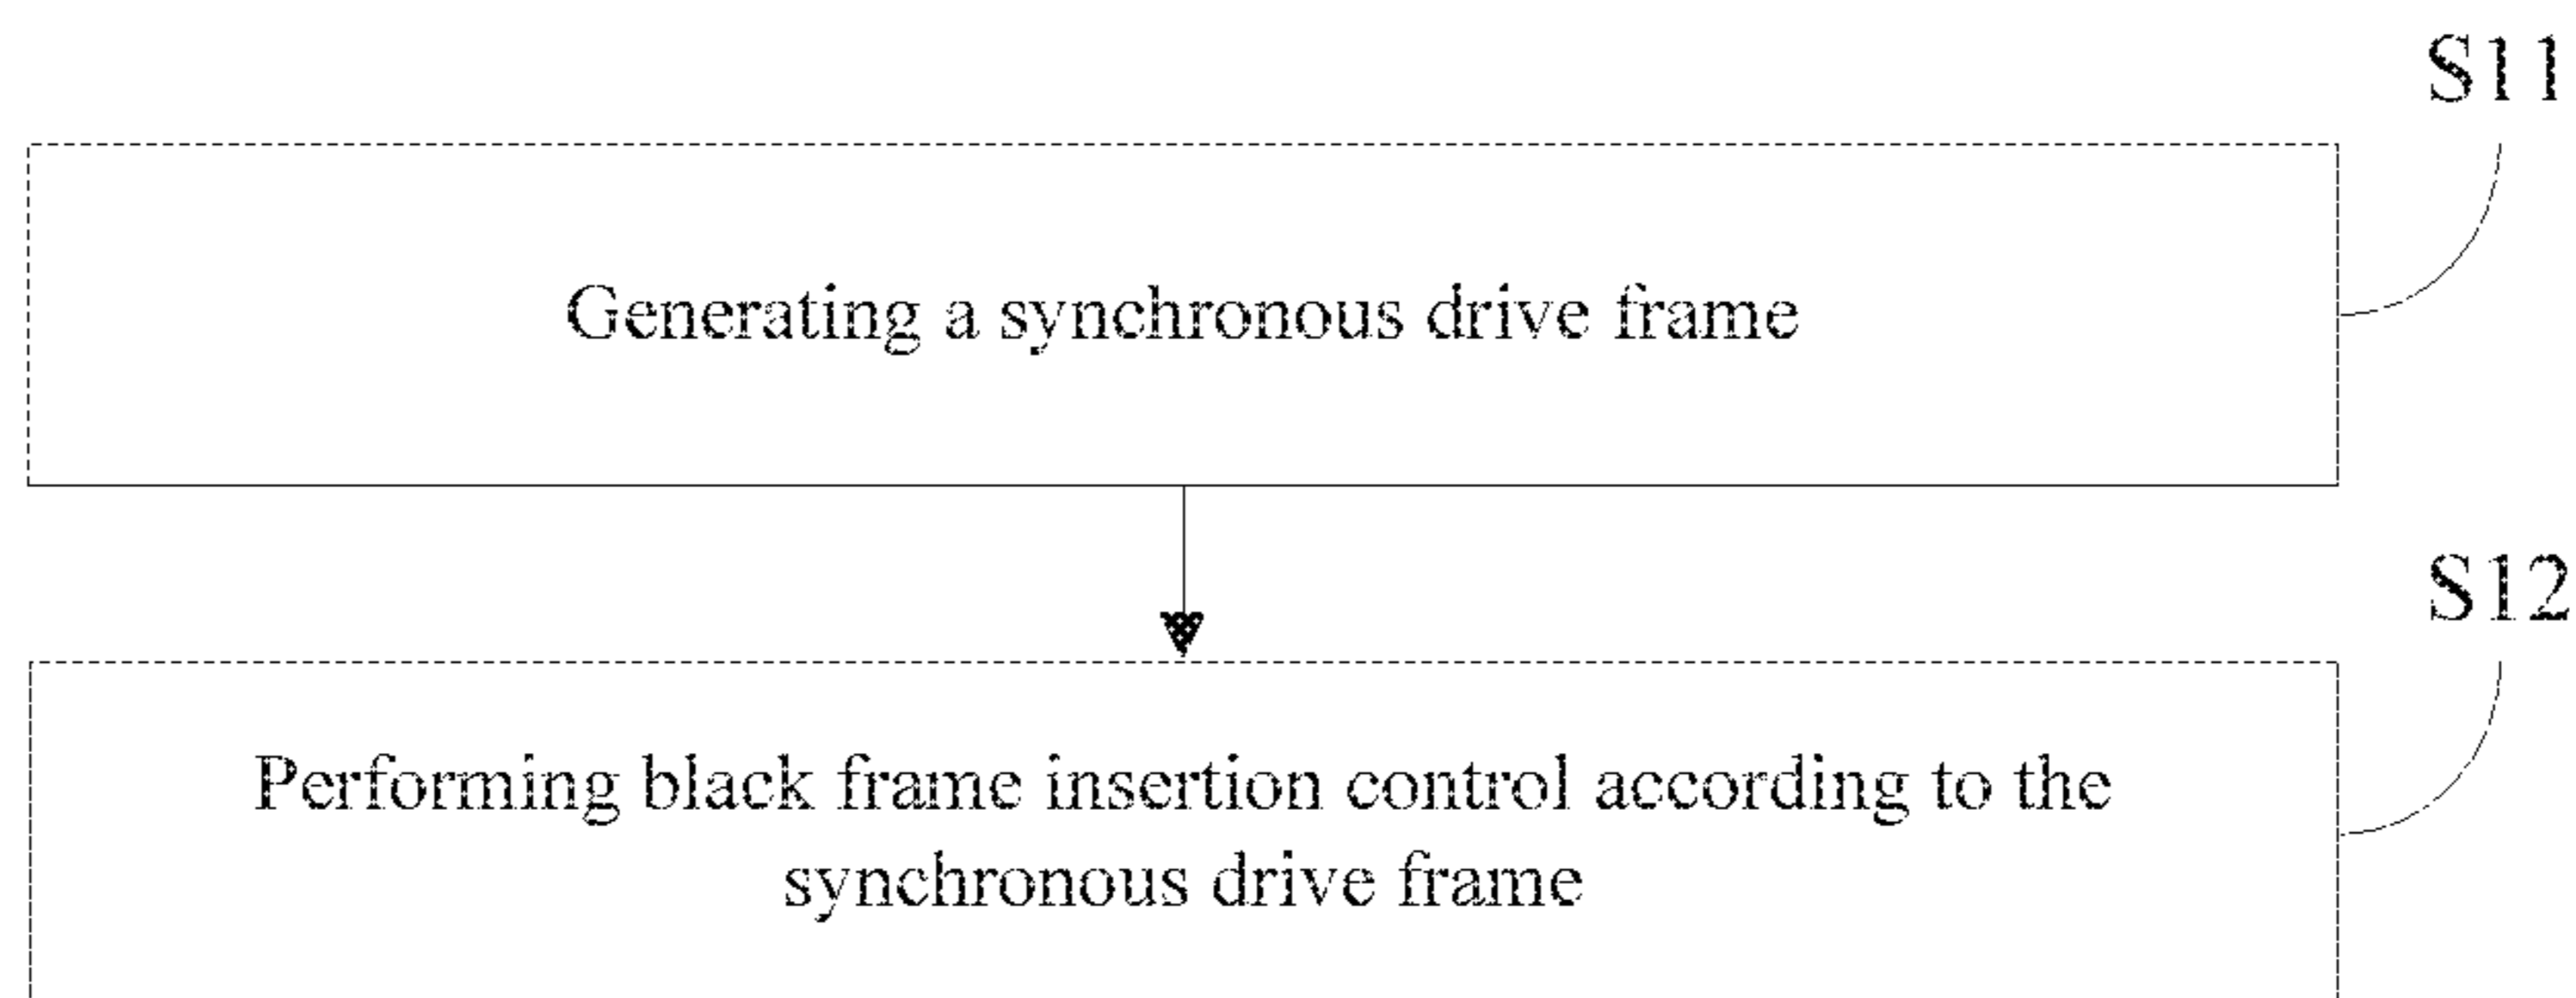 S11
Generating a synchronous drive frame
S12
Performing black frame insertion control according to the
synchronous drive frame